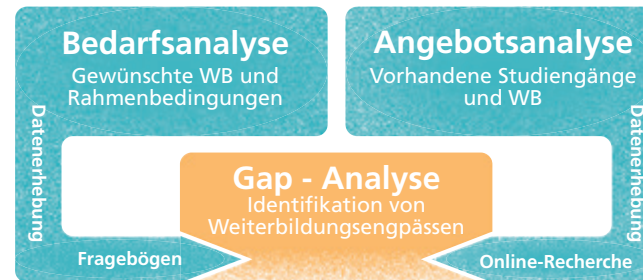 Bedarfsanalyse
Gewünschte WB und
Rahmenbedingungen
Angebotsanalyse
Vorhandene Studiengänge
und WB
Datenerhebung
Datenerhebung
Gap - Analyse
Identifikation von
Weiterbildungsengpässen
Fragebögen
Online-Recherche